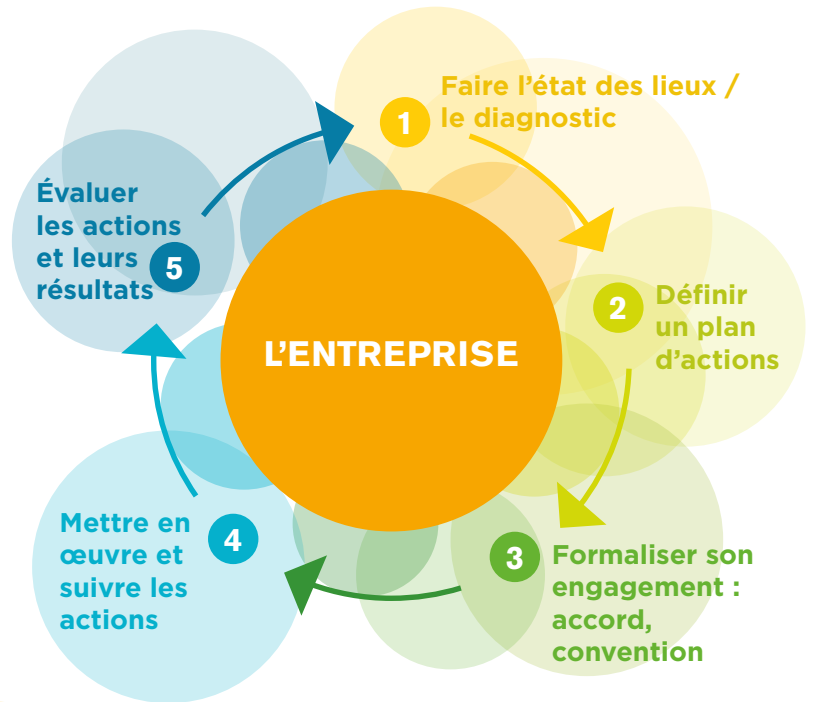 1
Faire l’état des lieux /
le diagnostic
2
Définir
un plan
d’actions
3
Formaliser son
engagement :
accord,
convention
4
Mettre en
œuvre et
suivre les
actions
5
Évaluer
les actions
et leurs
résultats
L’ENTREPRISE